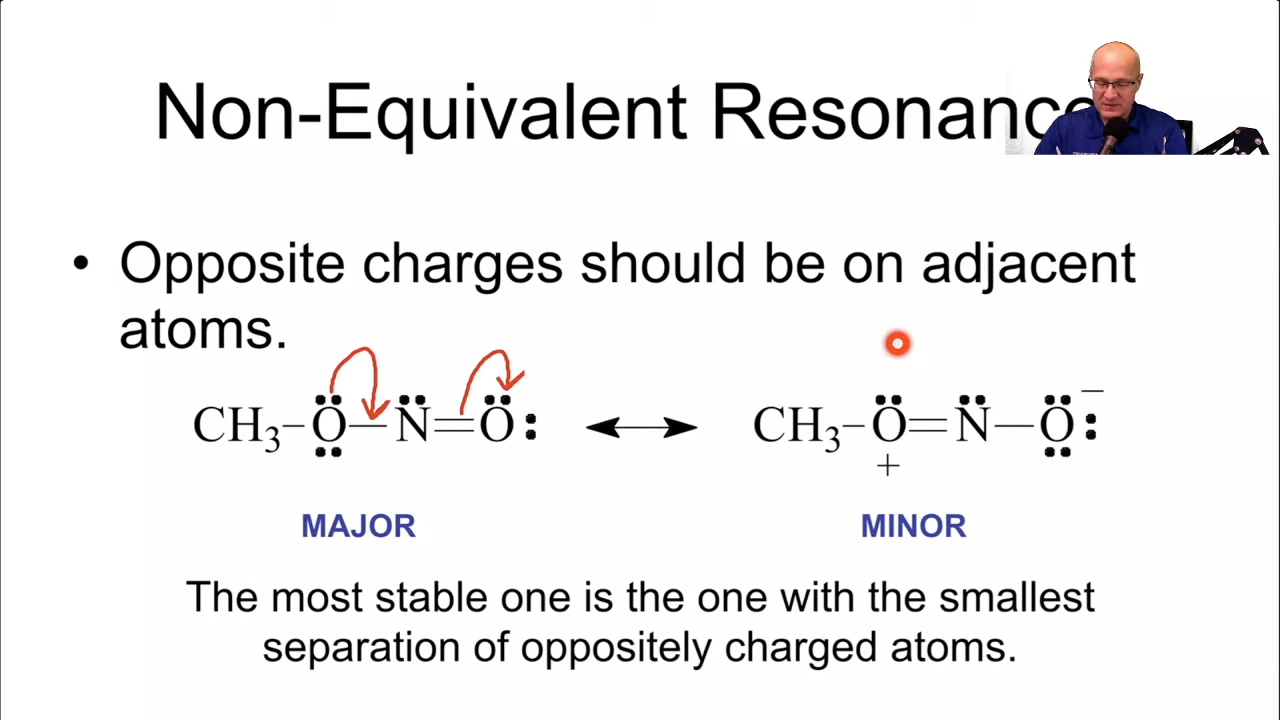 Non-Equivalent Resonanc
• Opposite charges should be on adjacent
atoms.
CH₃–O—N=O: ↔ CH₃–O=N—O:⁻
+
MAJOR MINOR
The most stable one is the one with the smallest
separation of oppositely charged atoms.